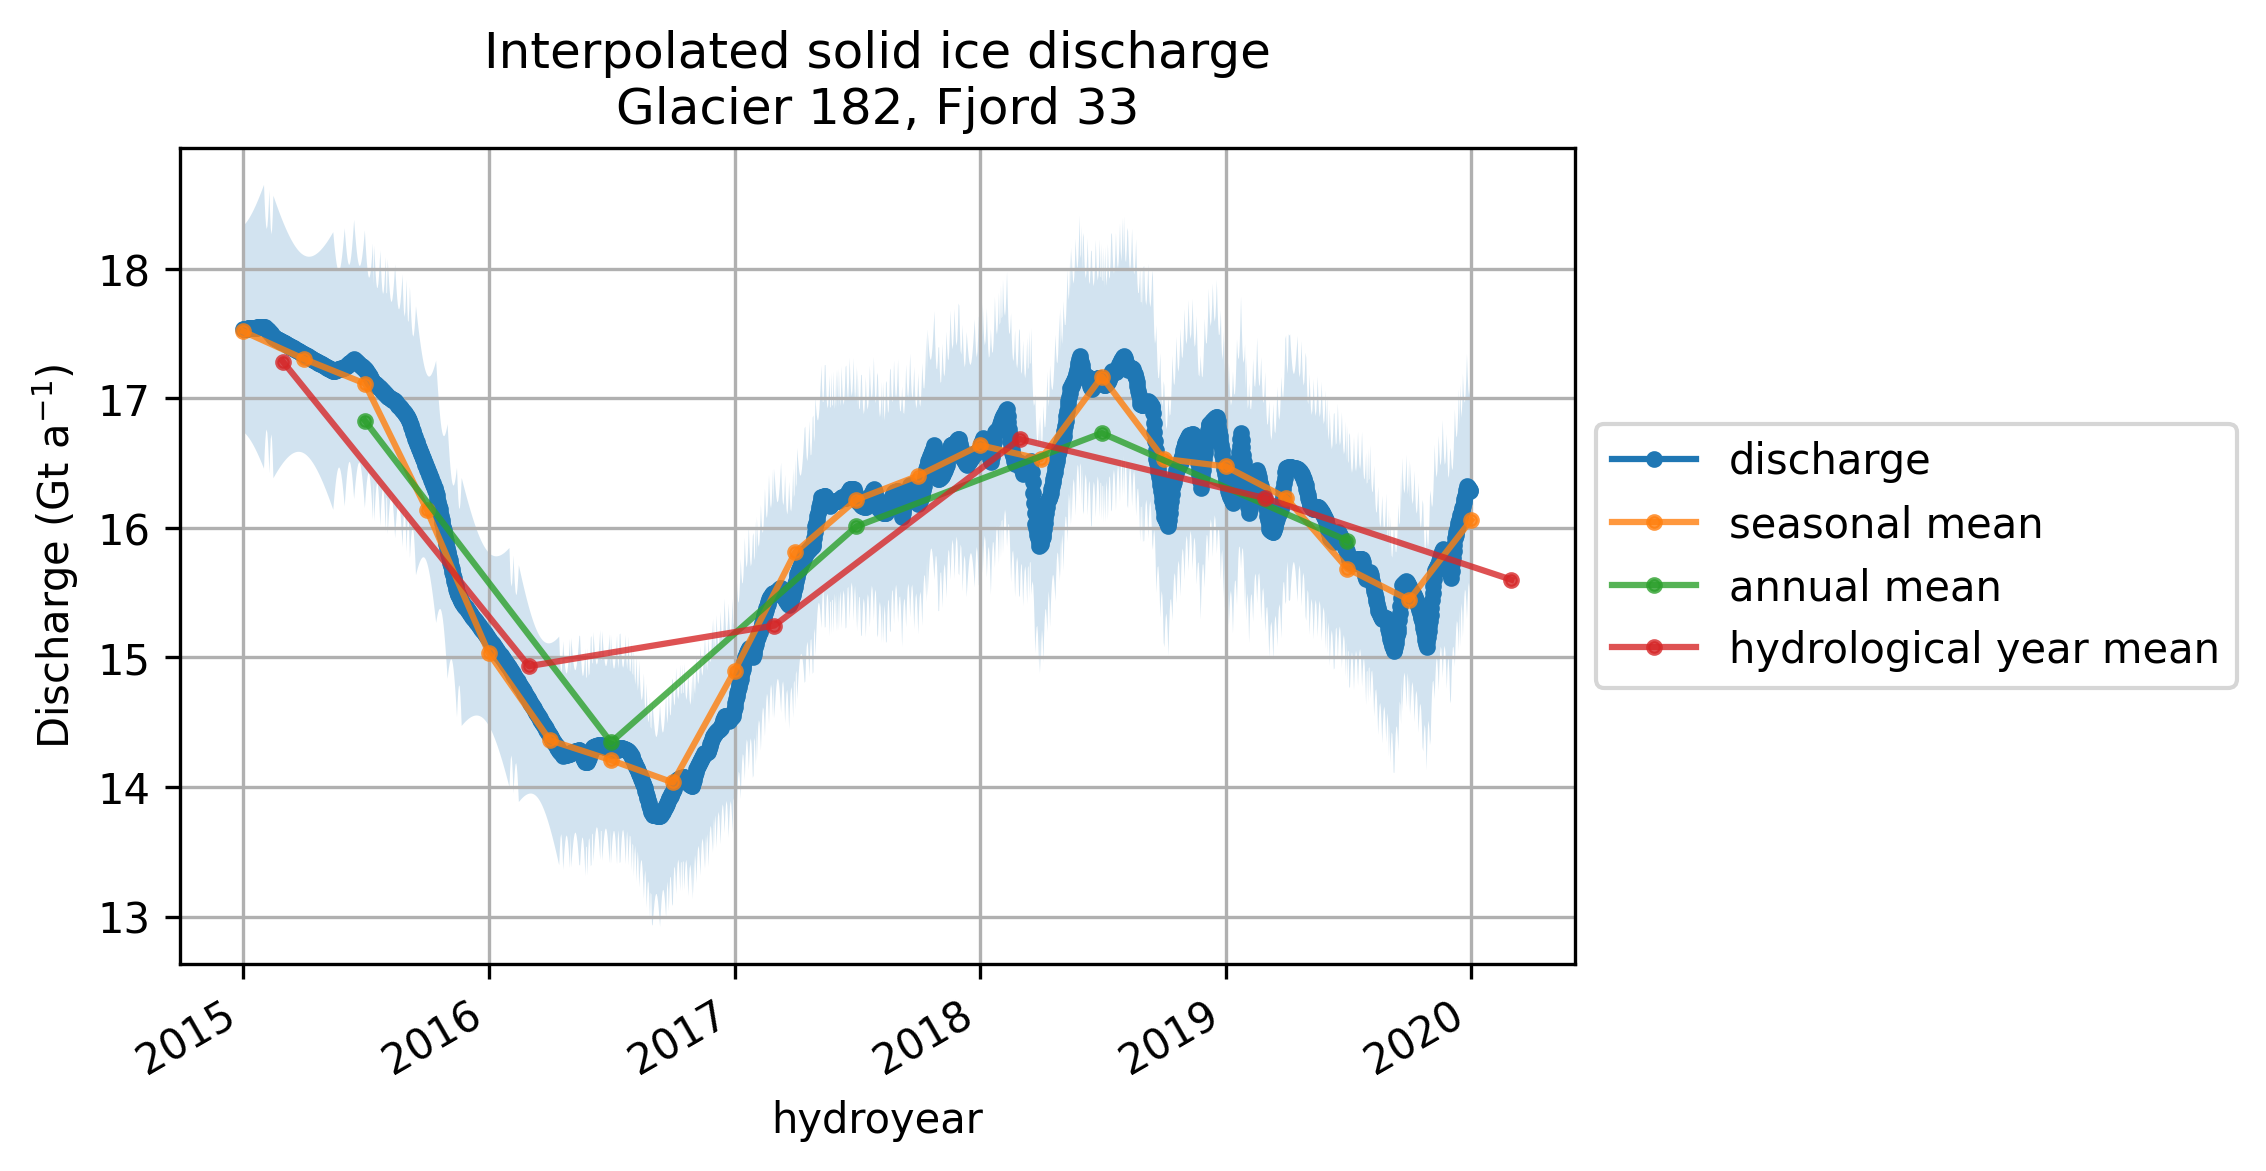 Interpolated solid ice discharge
Glacier 182, Fjord 33
Discharge (Gt a⁻¹)
18
17
16
15
14
13
2015
2016
2017
2018
2019
2020
hydroyear
discharge
seasonal mean
annual mean
hydrological year mean